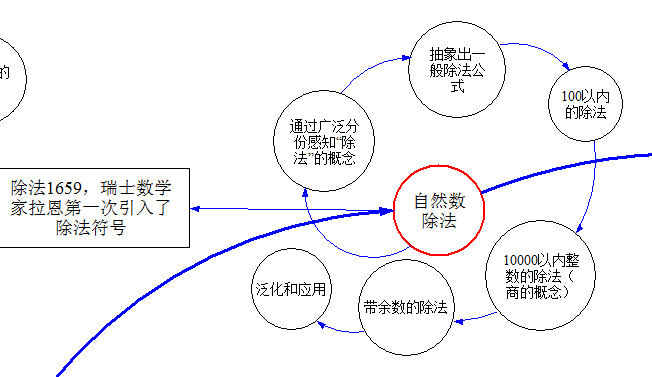 的
除法1659，瑞士数学
家拉恩第一次引入了
除法符号
自然数
除法
通过广泛分
份感知“除
法”的概念
抽象出一
般除法公
式
100以内
的除法
10000以内整
数的除法（
商的概念）
带余数的除法
泛化和应用